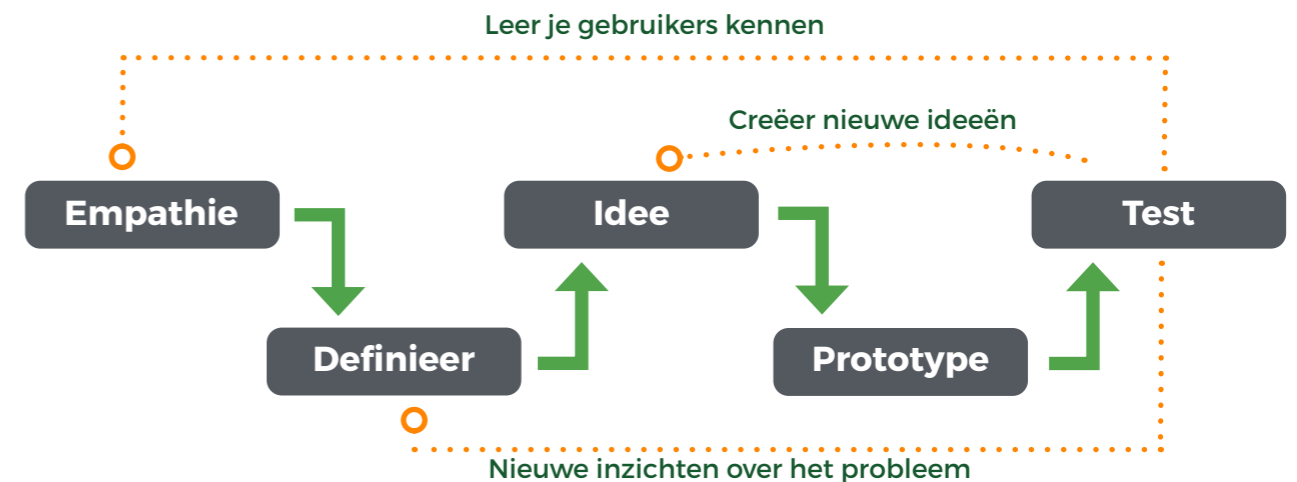 Leer je gebruikers kennen
Creëer nieuwe ideeën
Empathie
Idee
Test
Definieer
Prototype
Nieuwe inzichten over het probleem